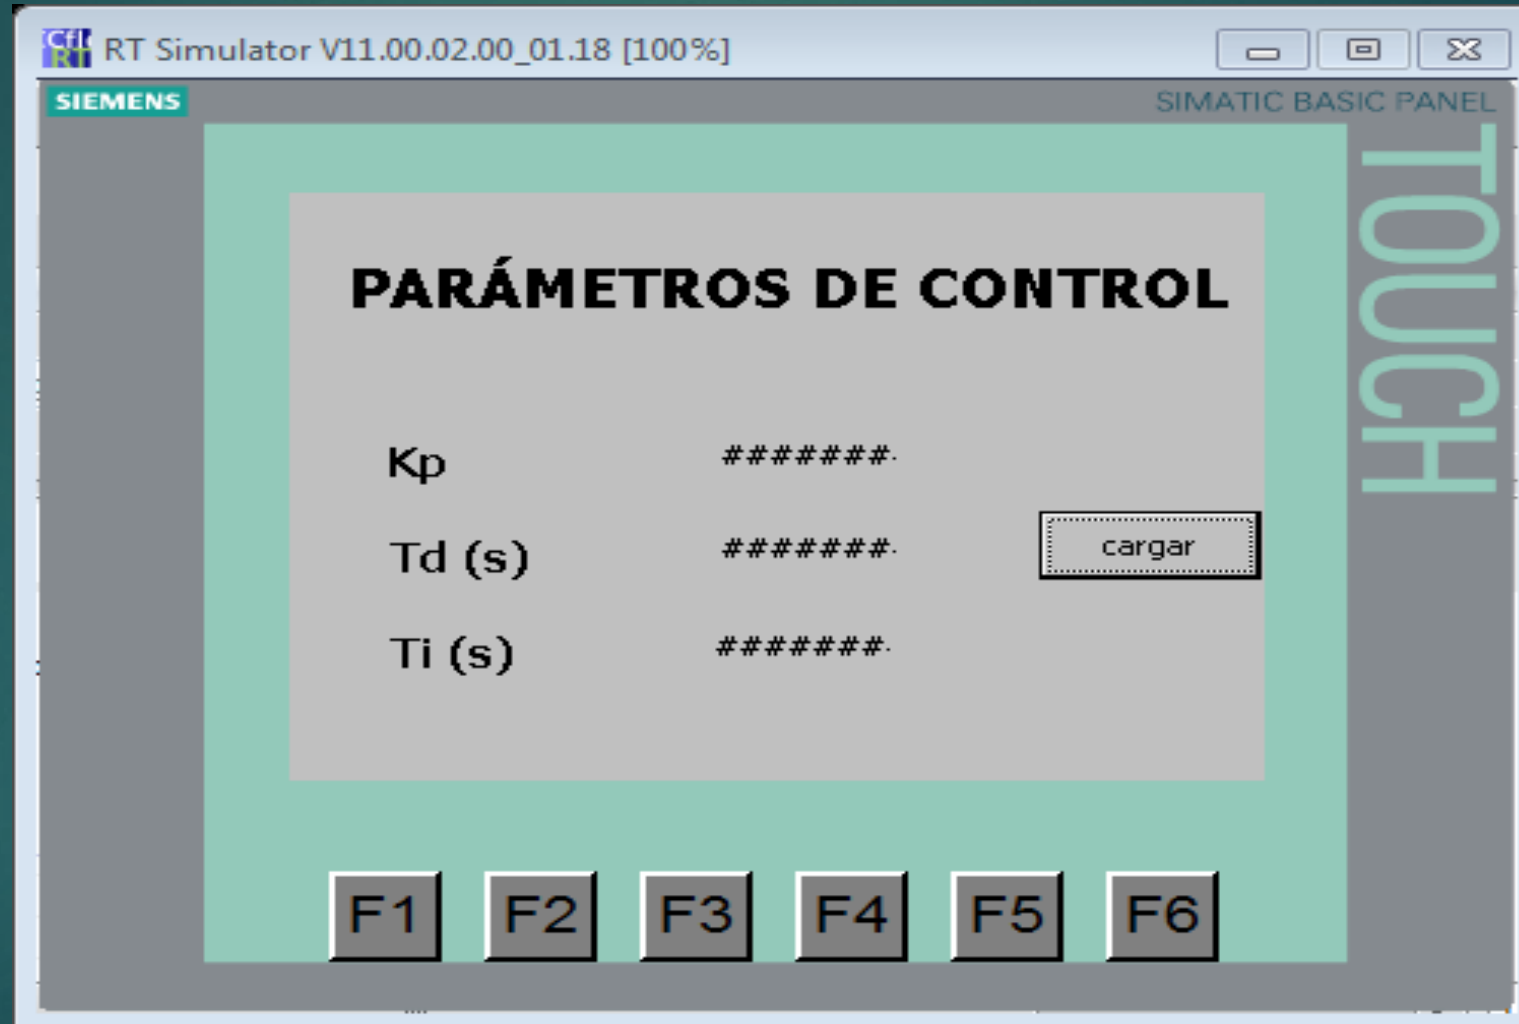 RT Simulator V11.00.02.00_01.18 [100%]
SIEMENS
SIMATIC BASIC PANEL
TOUCH
PARÁMETROS DE CONTROL
Kp #######.
Td (s) #######.
cargar
Ti (s) #######.
F1 F2 F3 F4 F5 F6